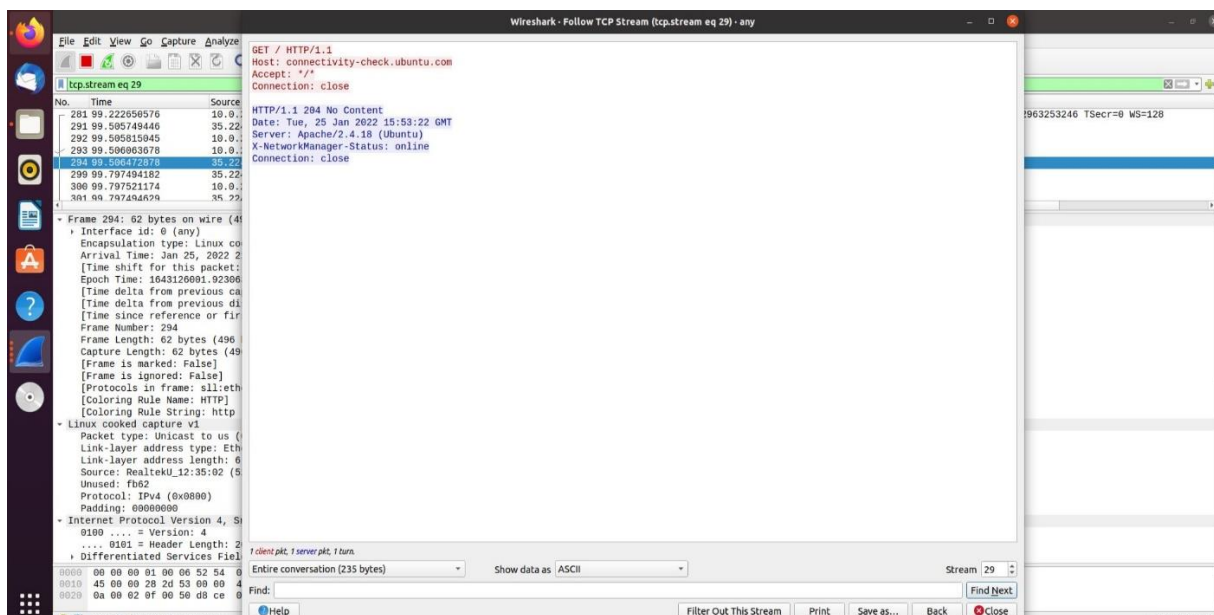 Wireshark · Follow TCP Stream (tcp.stream eq 29) · any
File Edit View Go Capture Analyze
tcp.stream eq 29
No. Time Source
281 99.222650576 10.0.
2963253246 TSecr=0 WS=128
291 99.505749446 35.22
292 99.505815045 10.0.
293 99.506063678 10.0.
294 99.506472878 35.22
299 99.797494182 35.22
300 99.797521174 10.0.
301 99.797494629 35.22
Frame 294: 62 bytes on wire (49
Interface id: 0 (any)
Encapsulation type: Linux co
Arrival Time: Jan 25, 2022 2
[Time shift for this packet:
Epoch Time: 1643126001.92306
[Time delta from previous ca
[Time delta from previous di
[Time since reference or fir
Frame Number: 294
Frame Length: 62 bytes (496
Capture Length: 62 bytes (49
[Frame is marked: False]
[Frame is ignored: False]
[Protocols in frame: sll:eth
[Coloring Rule Name: HTTP]
[Coloring Rule String: http
Linux cooked capture v1
Packet type: Unicast to us (
Link-layer address type: Eth
Link-layer address length: 6
Source: RealtekU_12:35:02 (5
Unused: fb62
Protocol: IPv4 (0x0800)
Padding: 00000000
Internet Protocol Version 4, S
0100 .... = Version: 4
.... 0101 = Header Length: 2
Differentiated Services Fiel
0000 00 00 00 01 00 06 52 54 0
0010 45 00 00 28 2d 53 00 00 4
0020 0a 00 02 0f 00 50 d8 ce 0
GET / HTTP/1.1
Host: connectivity-check.ubuntu.com
Accept: */*
Connection: close
HTTP/1.1 204 No Content
Date: Tue, 25 Jan 2022 15:53:22 GMT
Server: Apache/2.4.18 (Ubuntu)
X-NetworkManager-Status: online
Connection: close
1 client pkt, 1 server pkt, 1 turn.
Entire conversation (235 bytes) Show data as ASCII Stream 29
Find: Find Next
Help Filter Out This Stream Print Save as... Back Close